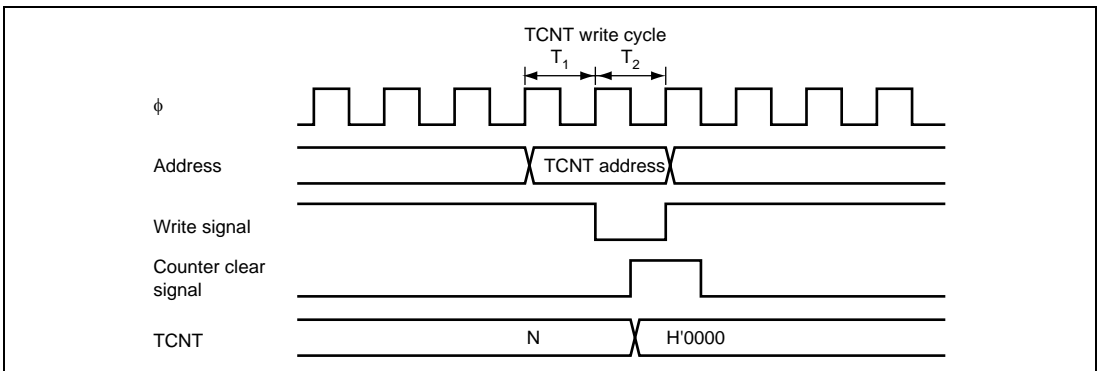 TCNT write cycle
T1 T2
ϕ
Address
TCNT address
Write signal
Counter clear
signal
TCNT
N
H'0000